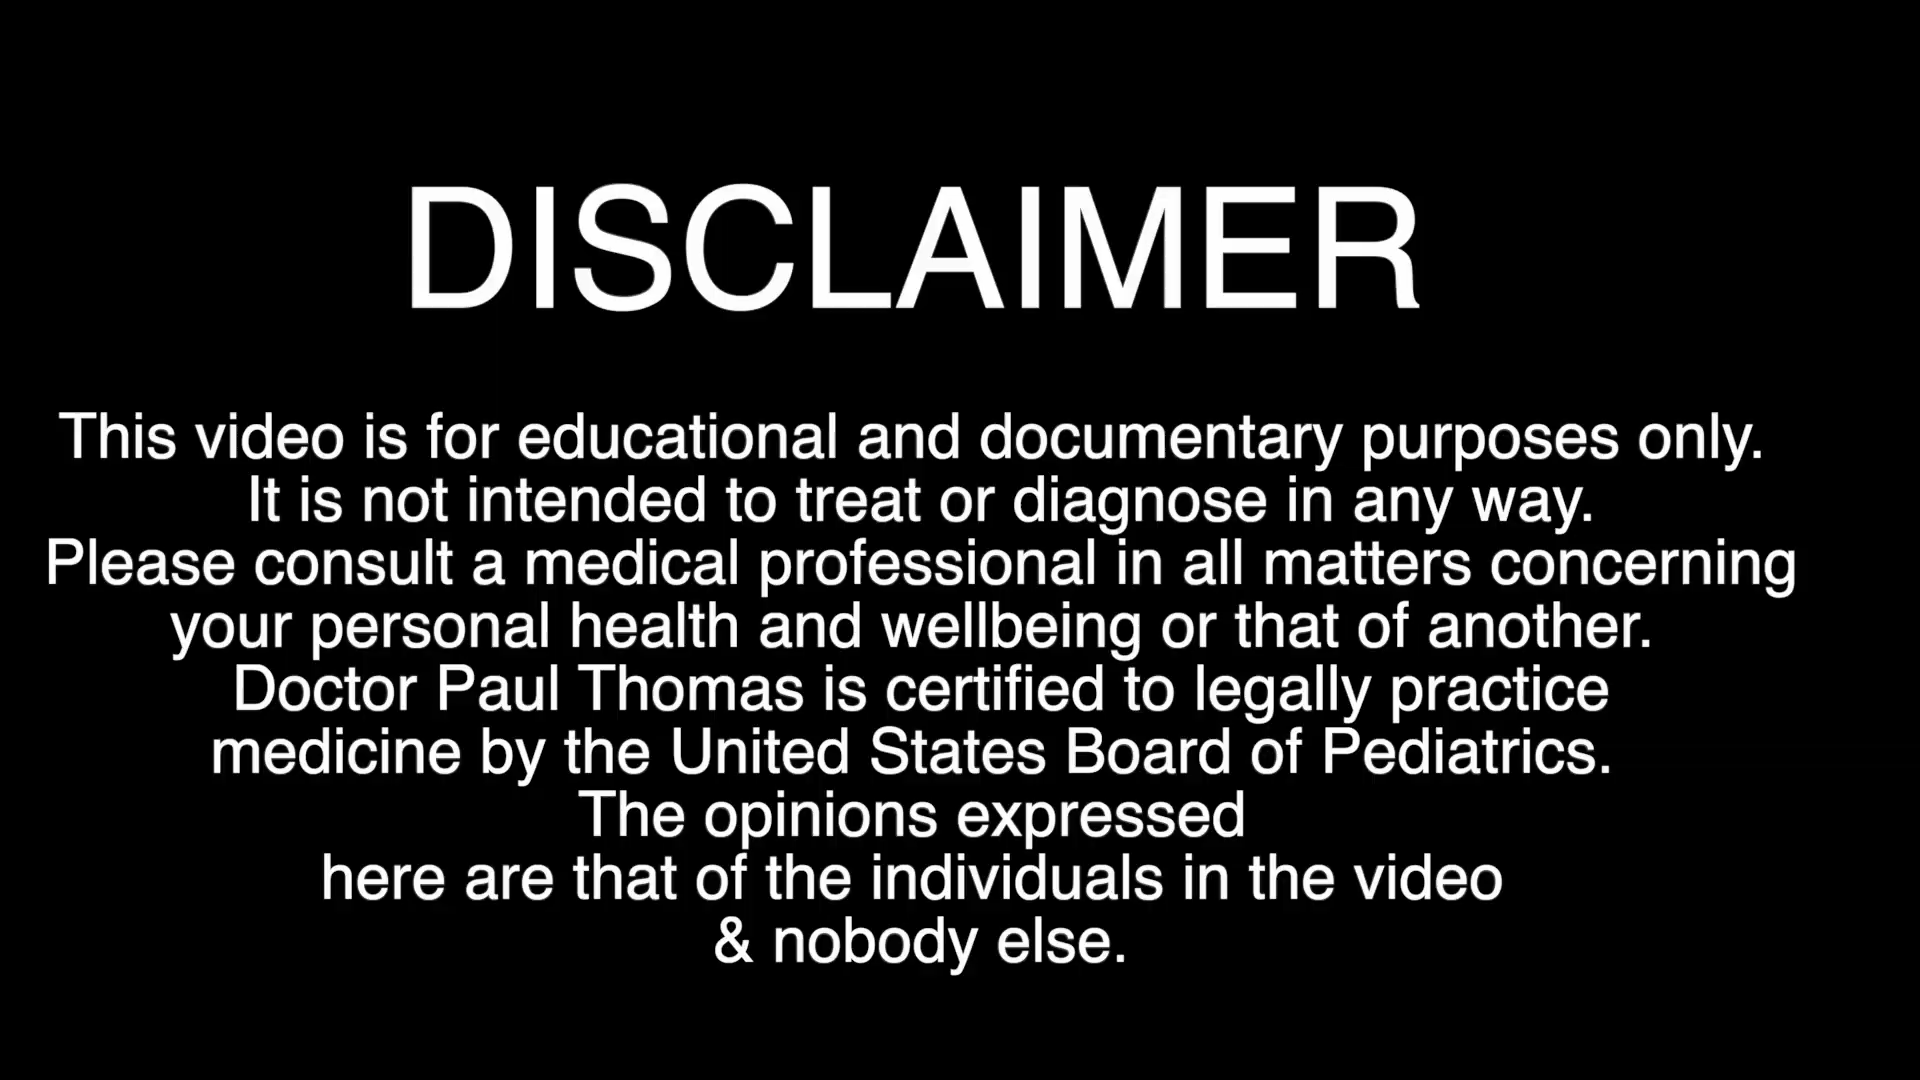 DISCLAIMER
This video is for educational and documentary purposes only.
It is not intended to treat or diagnose in any way.
Please consult a medical professional in all matters concerning
your personal health and wellbeing or that of another.
Doctor Paul Thomas is certified to legally practice
medicine by the United States Board of Pediatrics.
The opinions expressed
here are that of the individuals in the video
& nobody else.